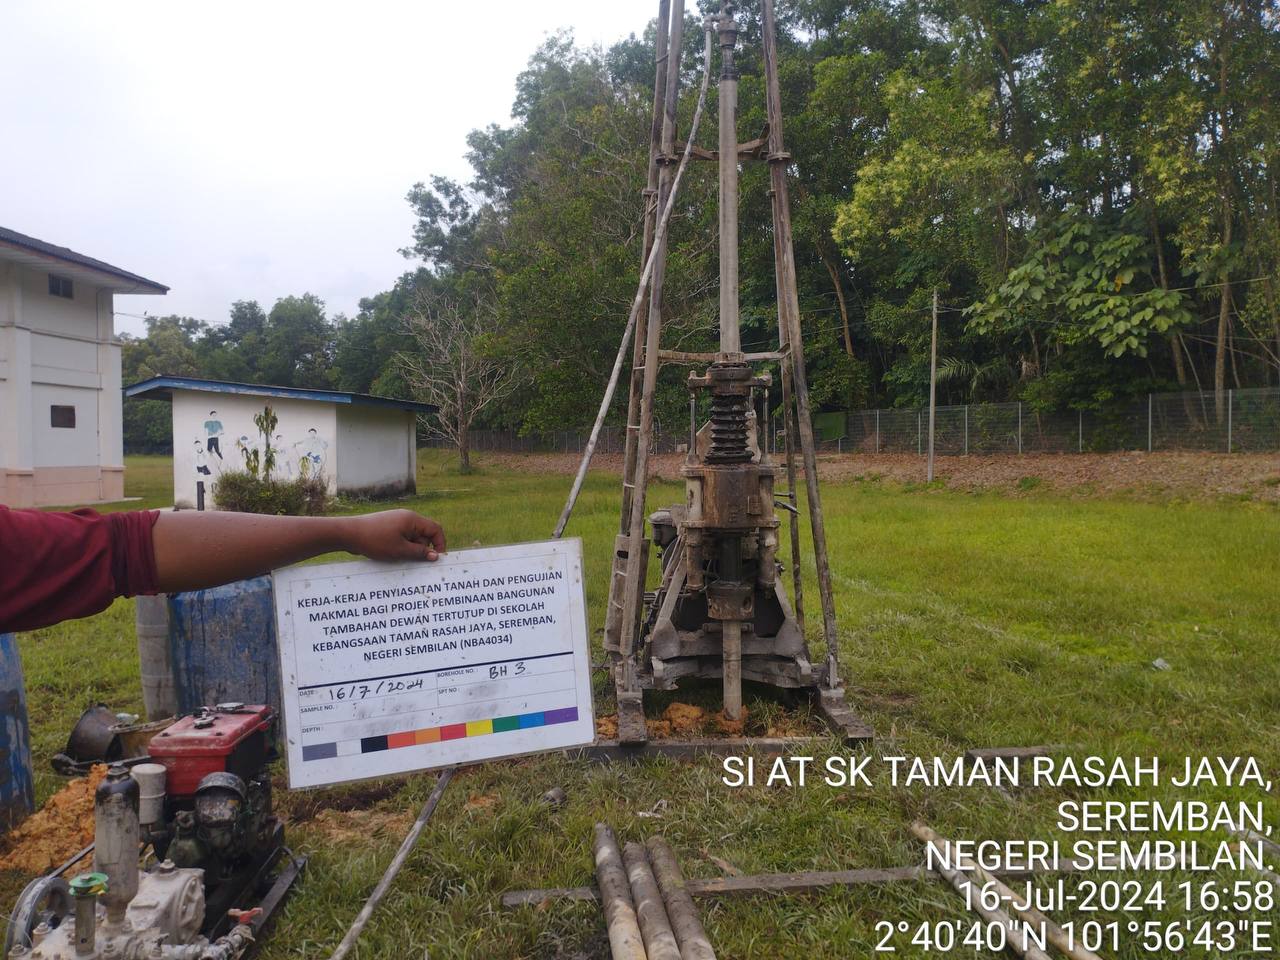 KERJA-KERJA PENYIASATAN TANAH DAN PENGUJIAN
MAKMAL BAGI PROJEK PEMBINAAN BANGUNAN
TAMBAHAN DEWAN TERTUTUP DI SEKOLAH
KEBANGSAAN TAMAN RASAH JAYA, SEREMBAN,
NEGERI SEMBILAN (NBA4034)
DATE: 16/7/2024 BOREHOLE NO.: BH 3
SAMPLE NO.: SPT NO:
DEPTH:
SI AT SK TAMAN RASAH JAYA,
SEREMBAN,
NEGERI SEMBILAN.
16-Jul-2024 16:58
2°40'40"N 101°56'43"E